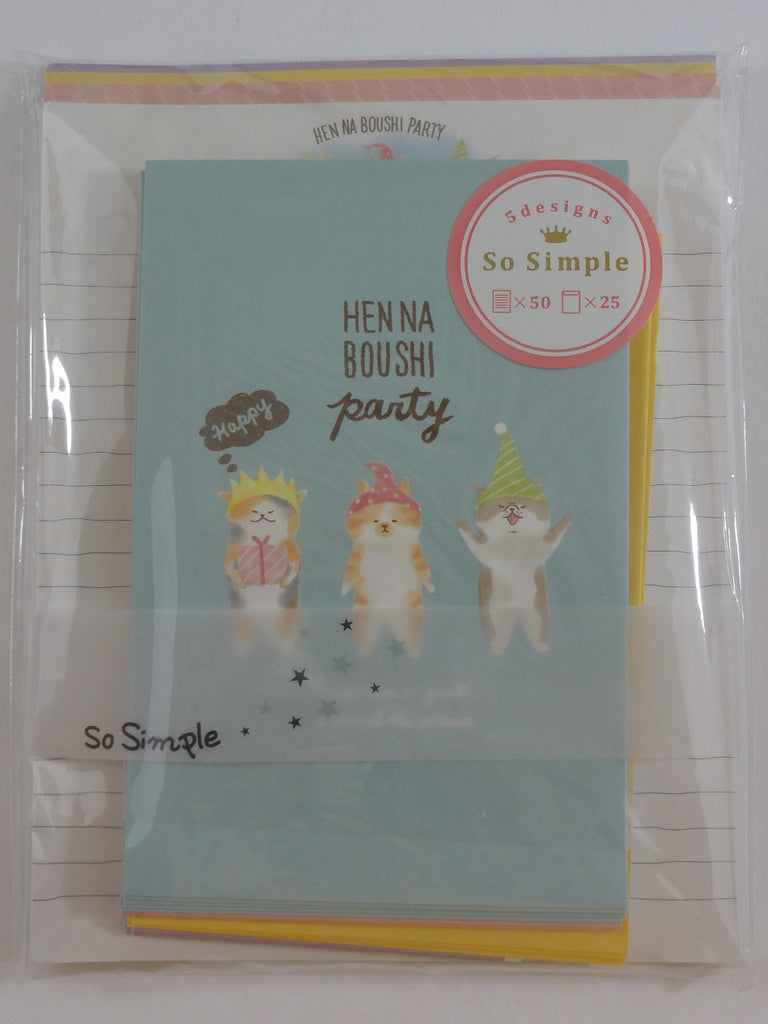 HEN NA BOUSHI PARTY
5designs
So Simple
×50 ×25
HEN NA
BOUSHI
party
Happy
So Simple